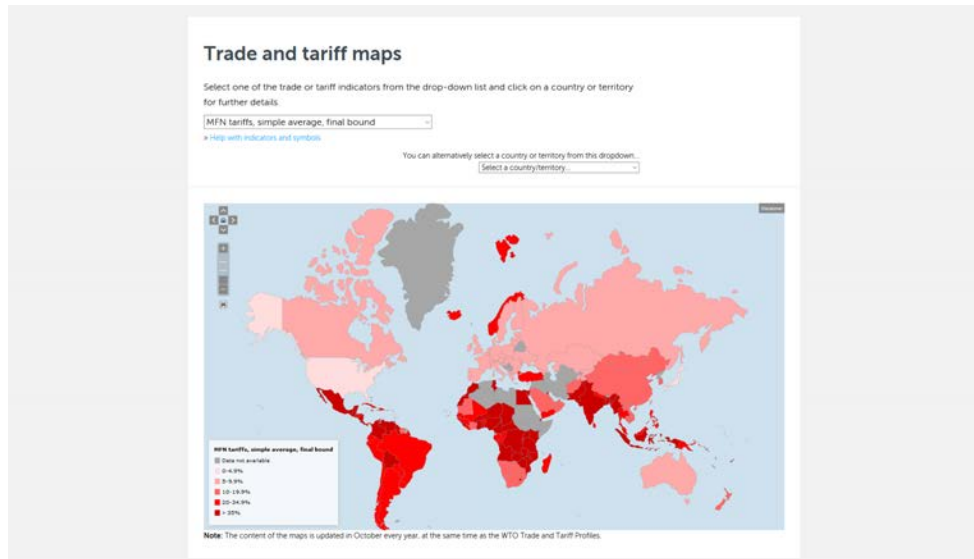 Trade and tariff maps
Select one of the trade or tariff indicators from the drop-down list and click on a country or territory
for further details.
MFN tariffs, simple average, final bound
» Help with indicators and symbols
You can alternatively select a country or territory from this dropdown...
Select a country/territory...
MFN tariffs, simple average, final bound
Data not available
0-4.9%
5-9.9%
10-19.9%
20-34.9%
> 35%
Note: The content of the maps is updated in October every year, at the same time as the WTO Trade and Tariff Profiles.